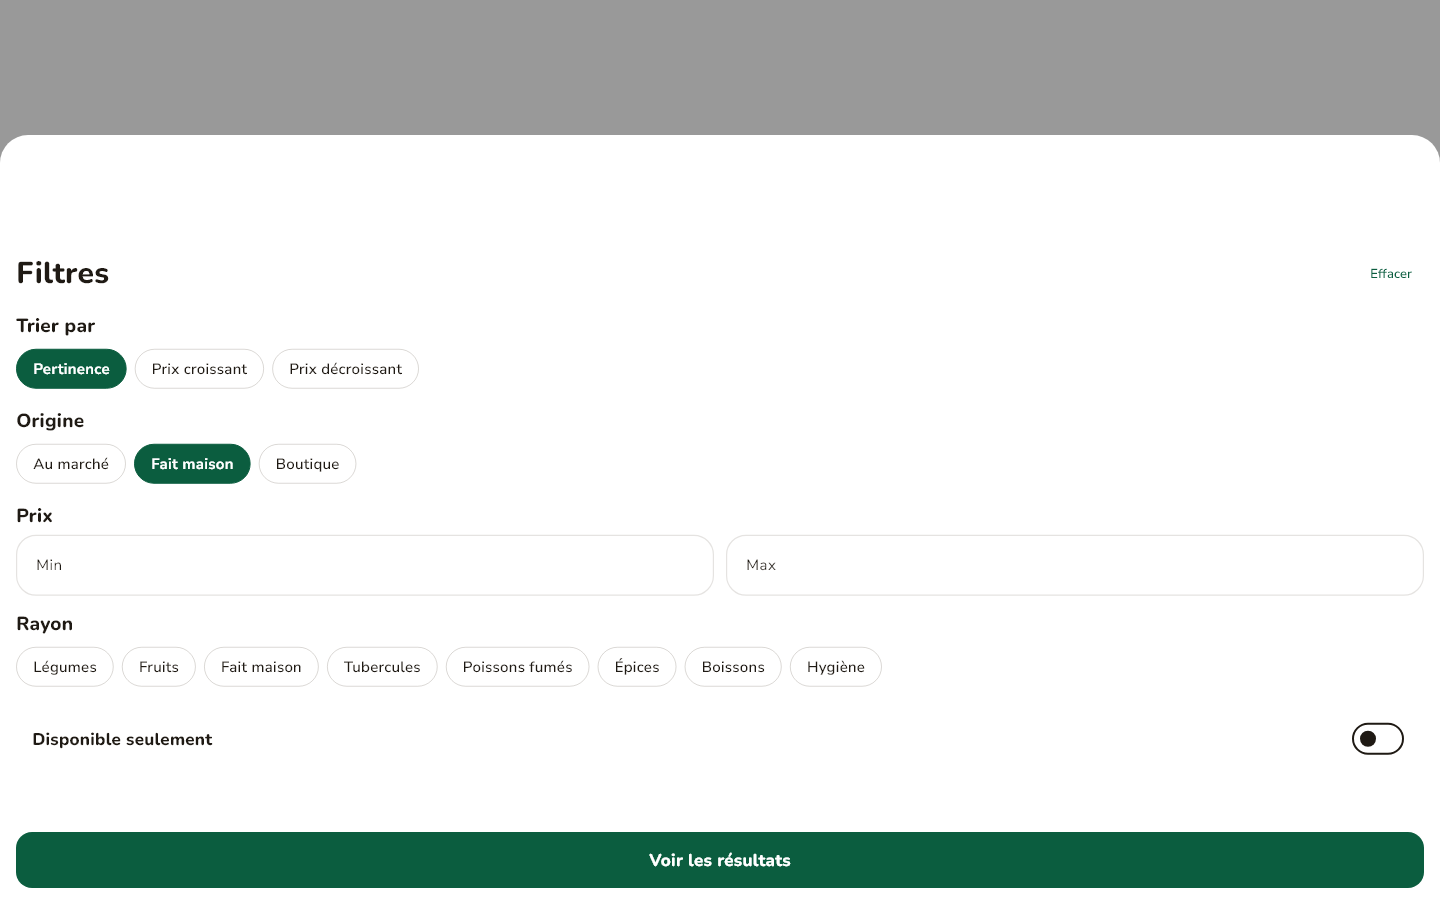 Filtres
Effacer
Trier par
Pertinence Prix croissant Prix décroissant
Origine
Au marché Fait maison Boutique
Prix
Min Max
Rayon
Légumes Fruits Fait maison Tubercules Poissons fumés Épices Boissons Hygiène
Disponible seulement
Voir les résultats